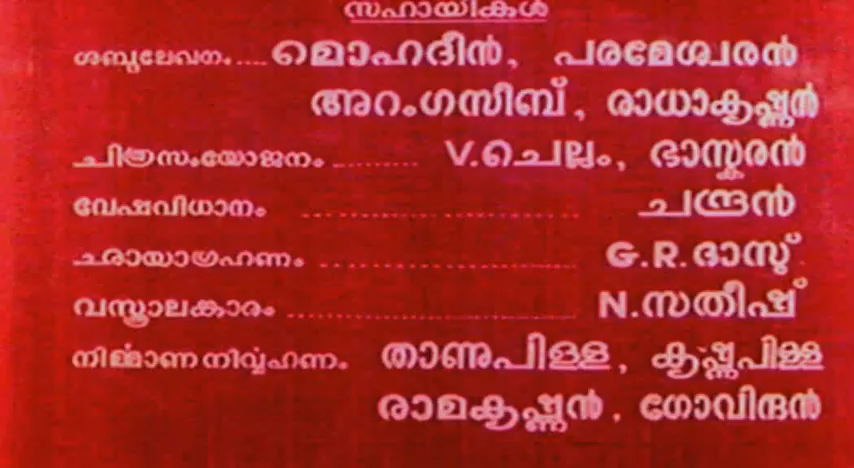 സഹായികൾ
ശബ്ദലേഖനം.... മൊഹദീൻ, പരമേശ്വരൻ
അറംഗസീബ്, രാധാകൃഷ്ണൻ
ചിത്രസംയോജനം ......... V.ചെല്ലം, ഭാസ്കരൻ
വേഷവിധാനം .......................... ചന്ദ്രൻ
ഛായാഗ്രഹണം .......................... G.R.ദാസ്
വസ്ത്രാലങ്കാരം .......................... N.സതീഷ്
നിർമ്മാണ നിർവ്വഹണം. താണുപിള്ള, കൃഷ്ണപിള്ള
രാമകൃഷ്ണൻ, ഗോവിന്ദൻ